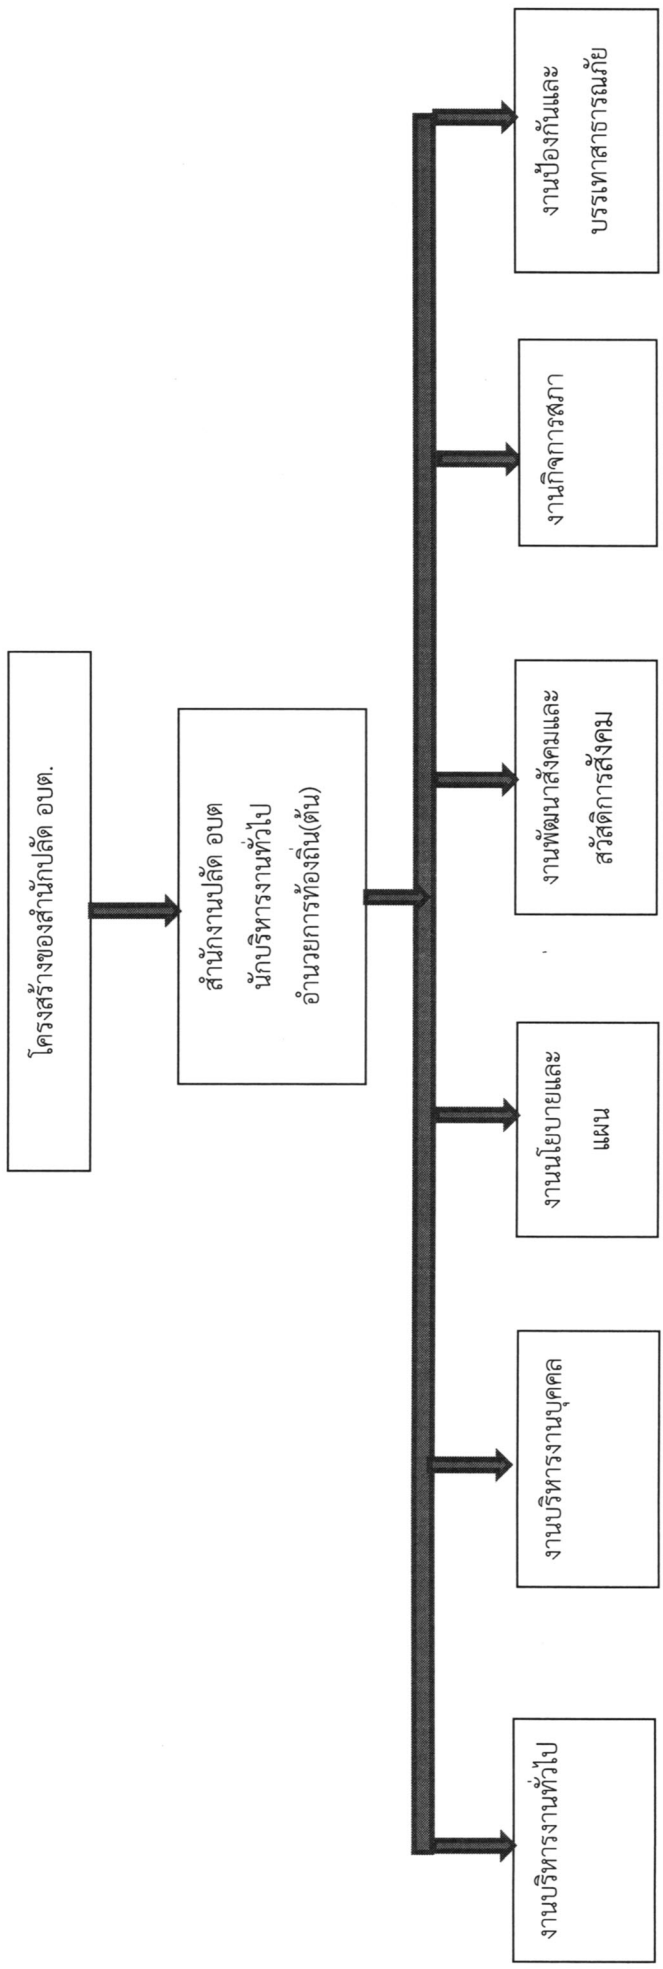 โครงสร้างของสำนักปลัด อบต.
สำนักงานปลัด อบต
นักบริหารงานทั่วไป
อำนวยการท้องถิ่น(ต้น)
งานบริหารงานทั่วไป
งานบริหารงานบุคคล
งานนโยบายและ
แผน
งานพัฒนาสังคมและ
สวัสดิการสังคม
งานกิจการสภา
งานป้องกันและ
บรรเทาสาธารณภัย